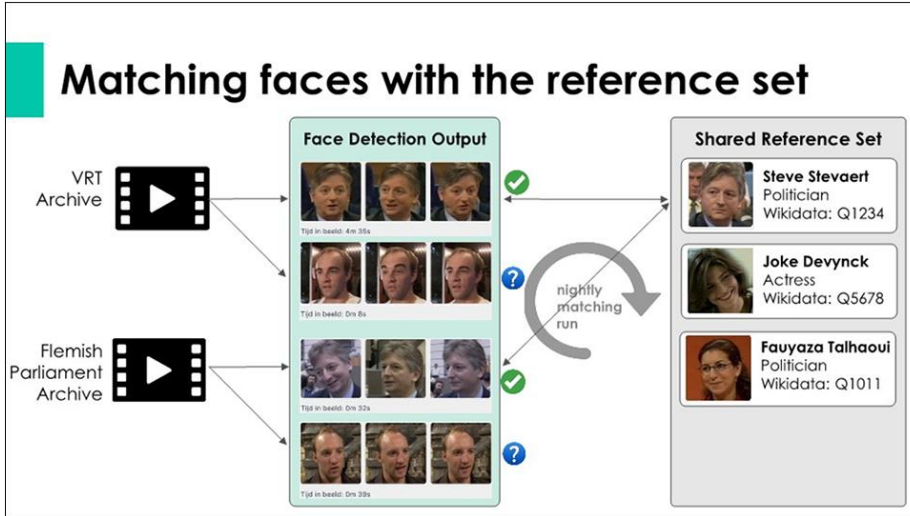 Matching faces with the reference set
VRT
Archive
Flemish
Parliament
Archive
Face Detection Output
Tijd in beeld: 4m 35s
Tijd in beeld: 0m 8s
Tijd in beeld: 0m 32s
Tijd in beeld: 0m 39s
nightly
matching
run
Shared Reference Set
Steve Stevaert
Politician
Wikidata: Q1234
Joke Devynck
Actress
Wikidata: Q5678
Fauyaza Talhaoui
Politician
Wikidata: Q1011